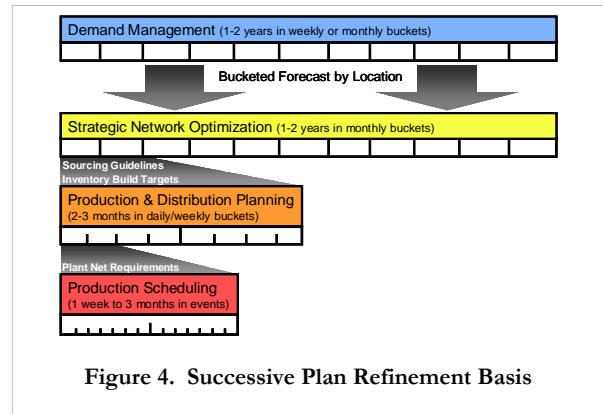 Demand Management (1-2 years in weekly or monthly buckets)
Bucketed Forecast by Location
Strategic Network Optimization (1-2 years in monthly buckets)
Sourcing Guidelines
Inventory Build Targets
Production & Distribution Planning
(2-3 months in daily/weekly buckets)
Plant Net Requirements
Production Scheduling
(1 week to 3 months in events)
Figure 4. Successive Plan Refinement Basis